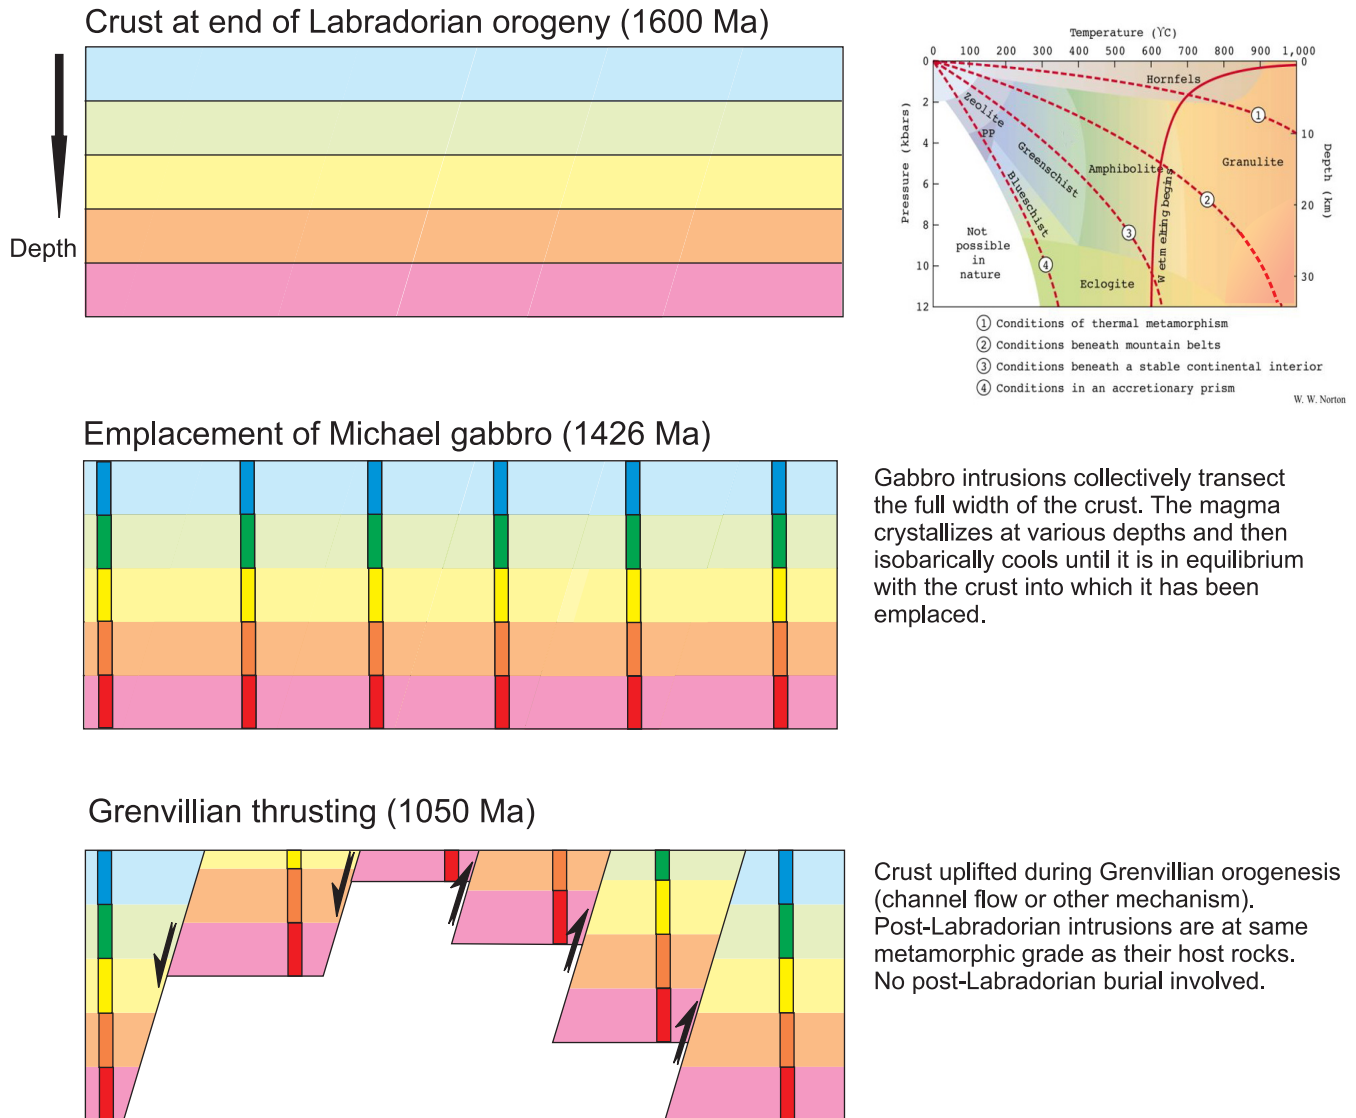 Crust at end of Labradorian orogeny (1600 Ma)
Depth
Temperature (ϒC)
0 100 200 300 400 500 600 700 800 900 1,000
Pressure (kbars)
0
2
4
6
8
10
12
Depth (km)
0
10
20
30
Hornfels
Zeolite
PP
Greenschist
Blueschist
Amphibolite
Granulite
Wet melting begins
Eclogite
Not
possible
in
nature
1
2
3
4
1 Conditions of thermal metamorphism
2 Conditions beneath mountain belts
3 Conditions beneath a stable continental interior
4 Conditions in an accretionary prism
W. W. Norton
Emplacement of Michael gabbro (1426 Ma)
Gabbro intrusions collectively transect
the full width of the crust. The magma
crystallizes at various depths and then
isobarically cools until it is in equilibrium
with the crust into which it has been
emplaced.
Grenvillian thrusting (1050 Ma)
Crust uplifted during Grenvillian orogenesis
(channel flow or other mechanism).
Post-Labradorian intrusions are at same
metamorphic grade as their host rocks.
No post-Labradorian burial involved.